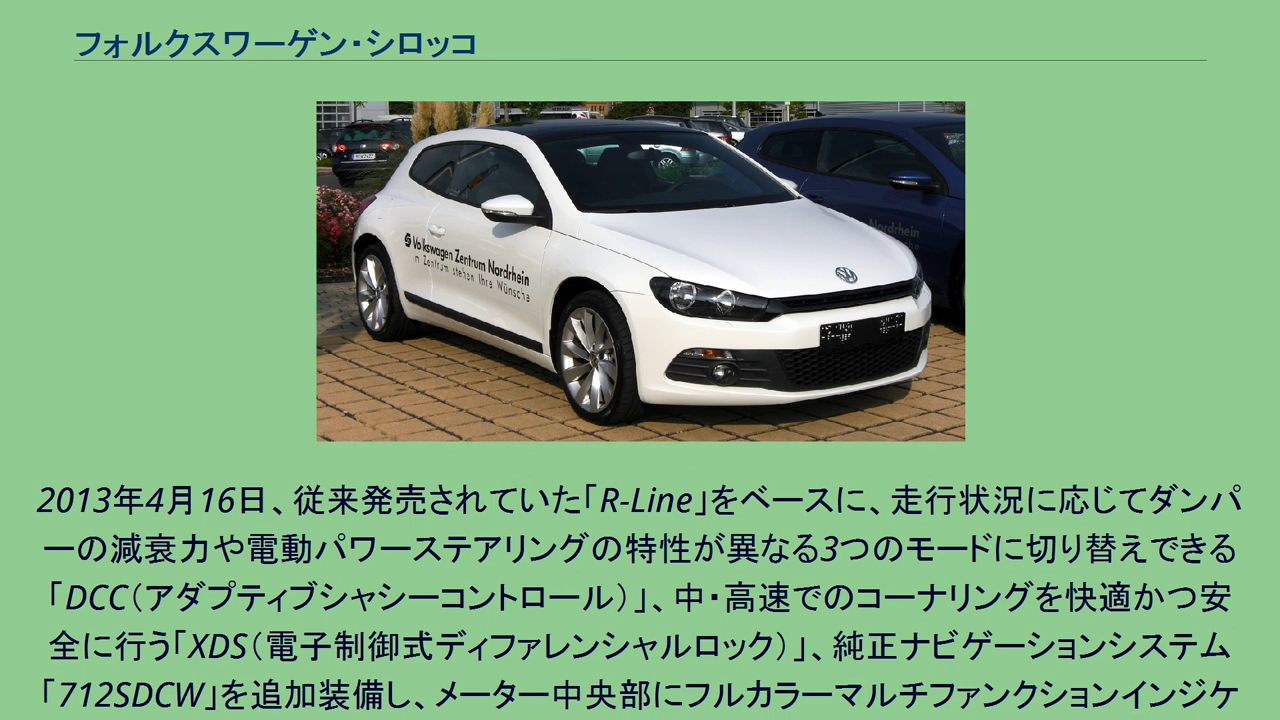 フォルクスワーゲン・シロッコ
Volkswagen Zentrum Nordrhein
m Zentrum stehen Ihre Wünsche
Nordrhein
2013年4月16日、従来発売されていた「R-Line」をベースに、走行状況に応じてダンパ
ーの減衰力や電動パワーステアリングの特性が異なる3つのモードに切り替えできる
「DCC（アダプティブシャシーコントロール）」、中・高速でのコーナリングを快適かつ安
全に行う「XDS（電子制御式ディファレンシャルロック）」、純正ナビゲーションシステム
「712SDCW」を追加装備し、メーター中央部にフルカラーマルチファンクションインジケ